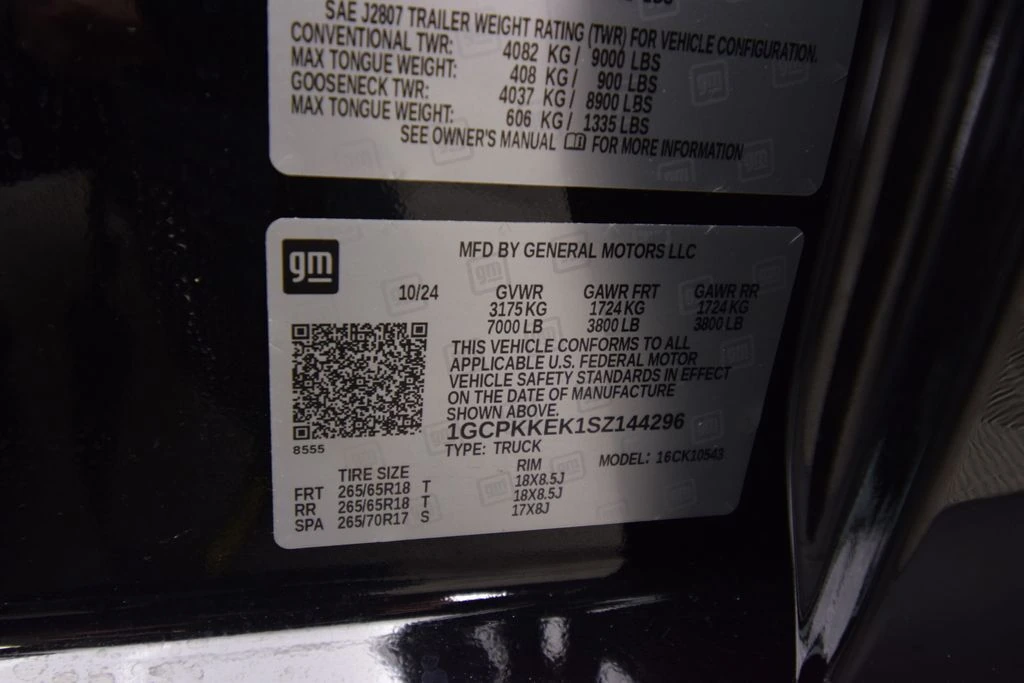 SAE J2807 TRAILER WEIGHT RATING (TWR) FOR VEHICLE CONFIGURATION.
CONVENTIONAL TWR: 4082 KG / 9000 LBS
MAX TONGUE WEIGHT: 408 KG / 900 LBS
GOOSENECK TWR: 4037 KG / 8900 LBS
MAX TONGUE WEIGHT: 606 KG / 1335 LBS
SEE OWNER'S MANUAL FOR MORE INFORMATION
gm
MFD BY GENERAL MOTORS LLC
10/24 GVWR GAWR FRT GAWR RR
3175 KG 1724 KG 1724 KG
7000 LB 3800 LB 3800 LB
THIS VEHICLE CONFORMS TO ALL
APPLICABLE U.S. FEDERAL MOTOR
VEHICLE SAFETY STANDARDS IN EFFECT
ON THE DATE OF MANUFACTURE
SHOWN ABOVE.
1GCPKKEK1SZ144296
8555
TYPE: TRUCK MODEL: 16CK10543
TIRE SIZE RIM
FRT 265/65R18 T 18X8.5J
RR 265/65R18 T 18X8.5J
SPA 265/70R17 S 17X8J